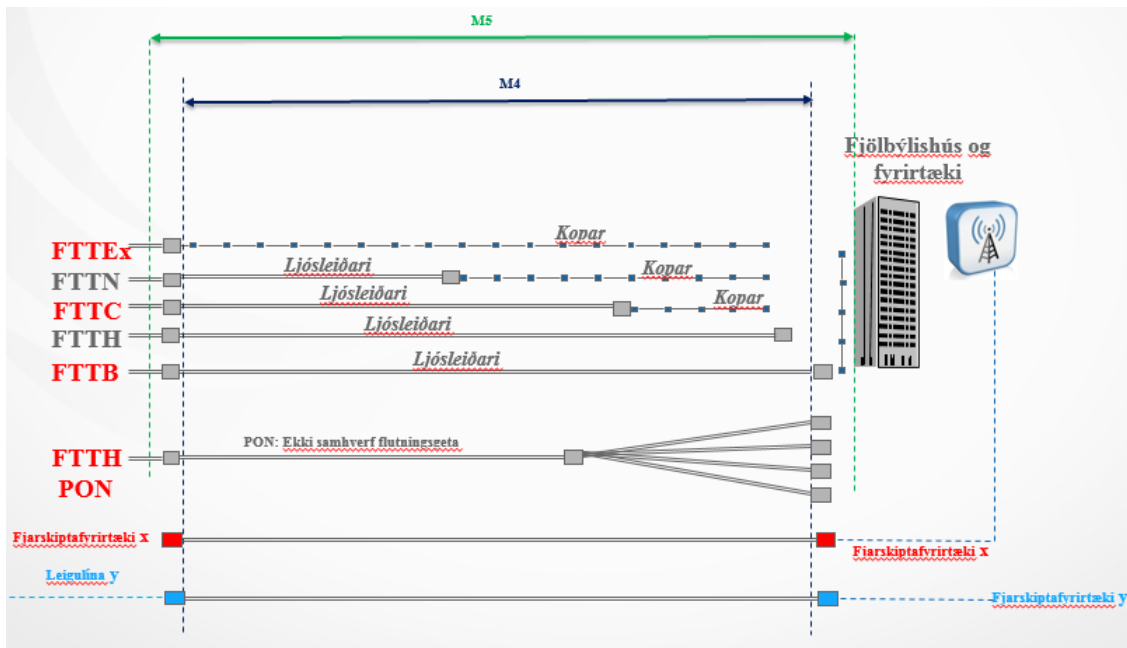 M5
M4
Fjölbýlishús og
fyrirtæki
FTTEx
Kopar
FTTN
Ljósleiðari
Kopar
FTTC
Ljósleiðari
Kopar
FTTH
Ljósleiðari
FTTB
Ljósleiðari
FTTH
PON
PON: Ekki samhverf flutningsgeta
Fjarskiptafyrirtæki x
Fjarskiptafyrirtæki x
Leigulína y
Fjarskiptafyrirtæki y